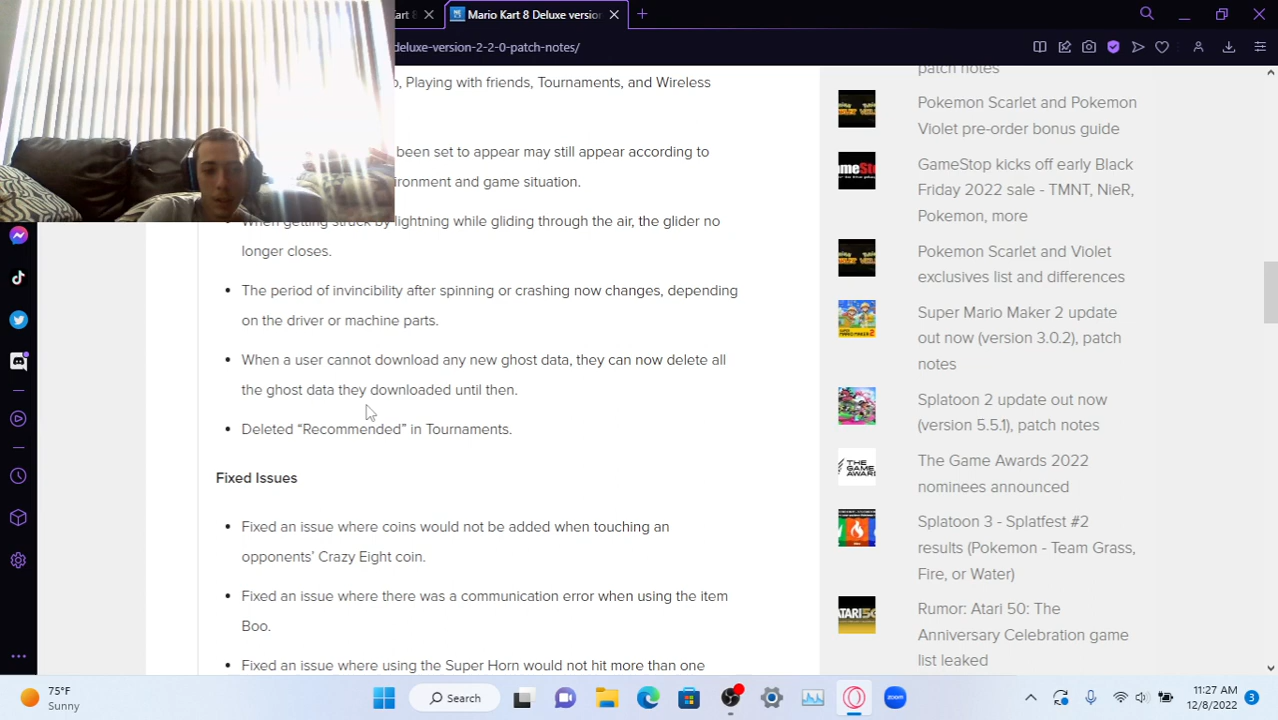 Kart 8
Mario Kart 8 Deluxe version
deluxe-version-2-2-0-patch-notes/
, Playing with friends, Tournaments, and Wireless
been set to appear may still appear according to
ironment and game situation.
When getting struck by lightning while gliding through the air, the glider no
longer closes.
The period of invincibility after spinning or crashing now changes, depending
on the driver or machine parts.
When a user cannot download any new ghost data, they can now delete all
the ghost data they downloaded until then.
Deleted “Recommended” in Tournaments.
Fixed Issues
Fixed an issue where coins would not be added when touching an
opponents’ Crazy Eight coin.
Fixed an issue where there was a communication error when using the item
Boo.
Fixed an issue where using the Super Horn would not hit more than one
patch notes
Pokemon Scarlet and Pokemon
Violet pre-order bonus guide
GameStop kicks off early Black
Friday 2022 sale - TMNT, NieR,
Pokemon, more
Pokemon Scarlet and Violet
exclusives list and differences
Super Mario Maker 2 update
out now (version 3.0.2), patch
notes
Splatoon 2 update out now
(version 5.5.1), patch notes
The Game Awards 2022
nominees announced
Splatoon 3 - Splatfest #2
results (Pokemon - Team Grass,
Fire, or Water)
Rumor: Atari 50: The
Anniversary Celebration game
list leaked
75°F
Sunny
Search
zoom
11:27 AM
12/8/2022
3